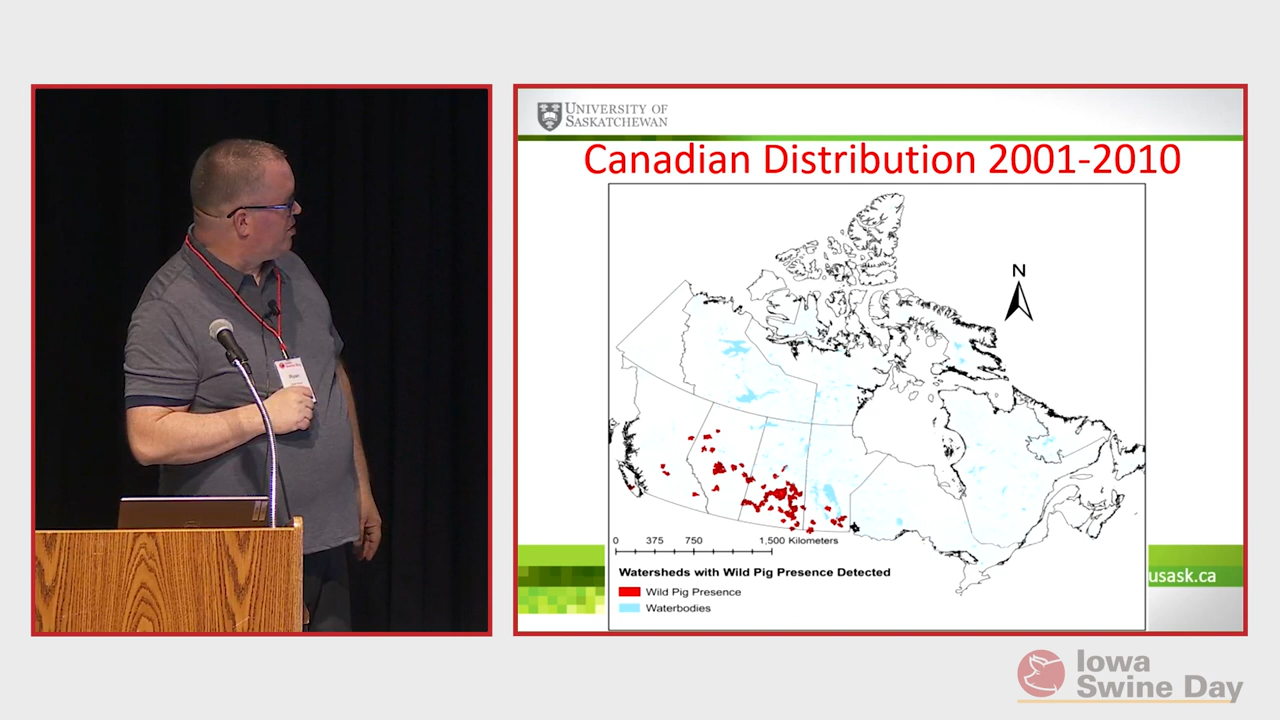 UNIVERSITY OF
SASKATCHEWAN
Canadian Distribution 2001-2010
N
0 375 750 1,500 Kilometers
Watersheds with Wild Pig Presence Detected
Wild Pig Presence
Waterbodies
usask.ca
Iowa
Swine Day